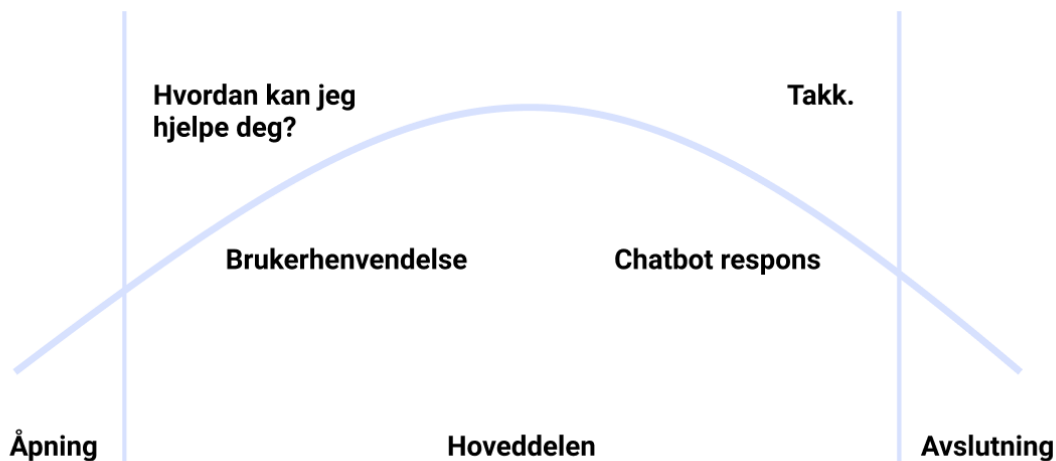 Hvordan kan jeg
hjelpe deg?
Takk.
Brukerhenvendelse
Chatbot respons
Åpning
Hoveddelen
Avslutning